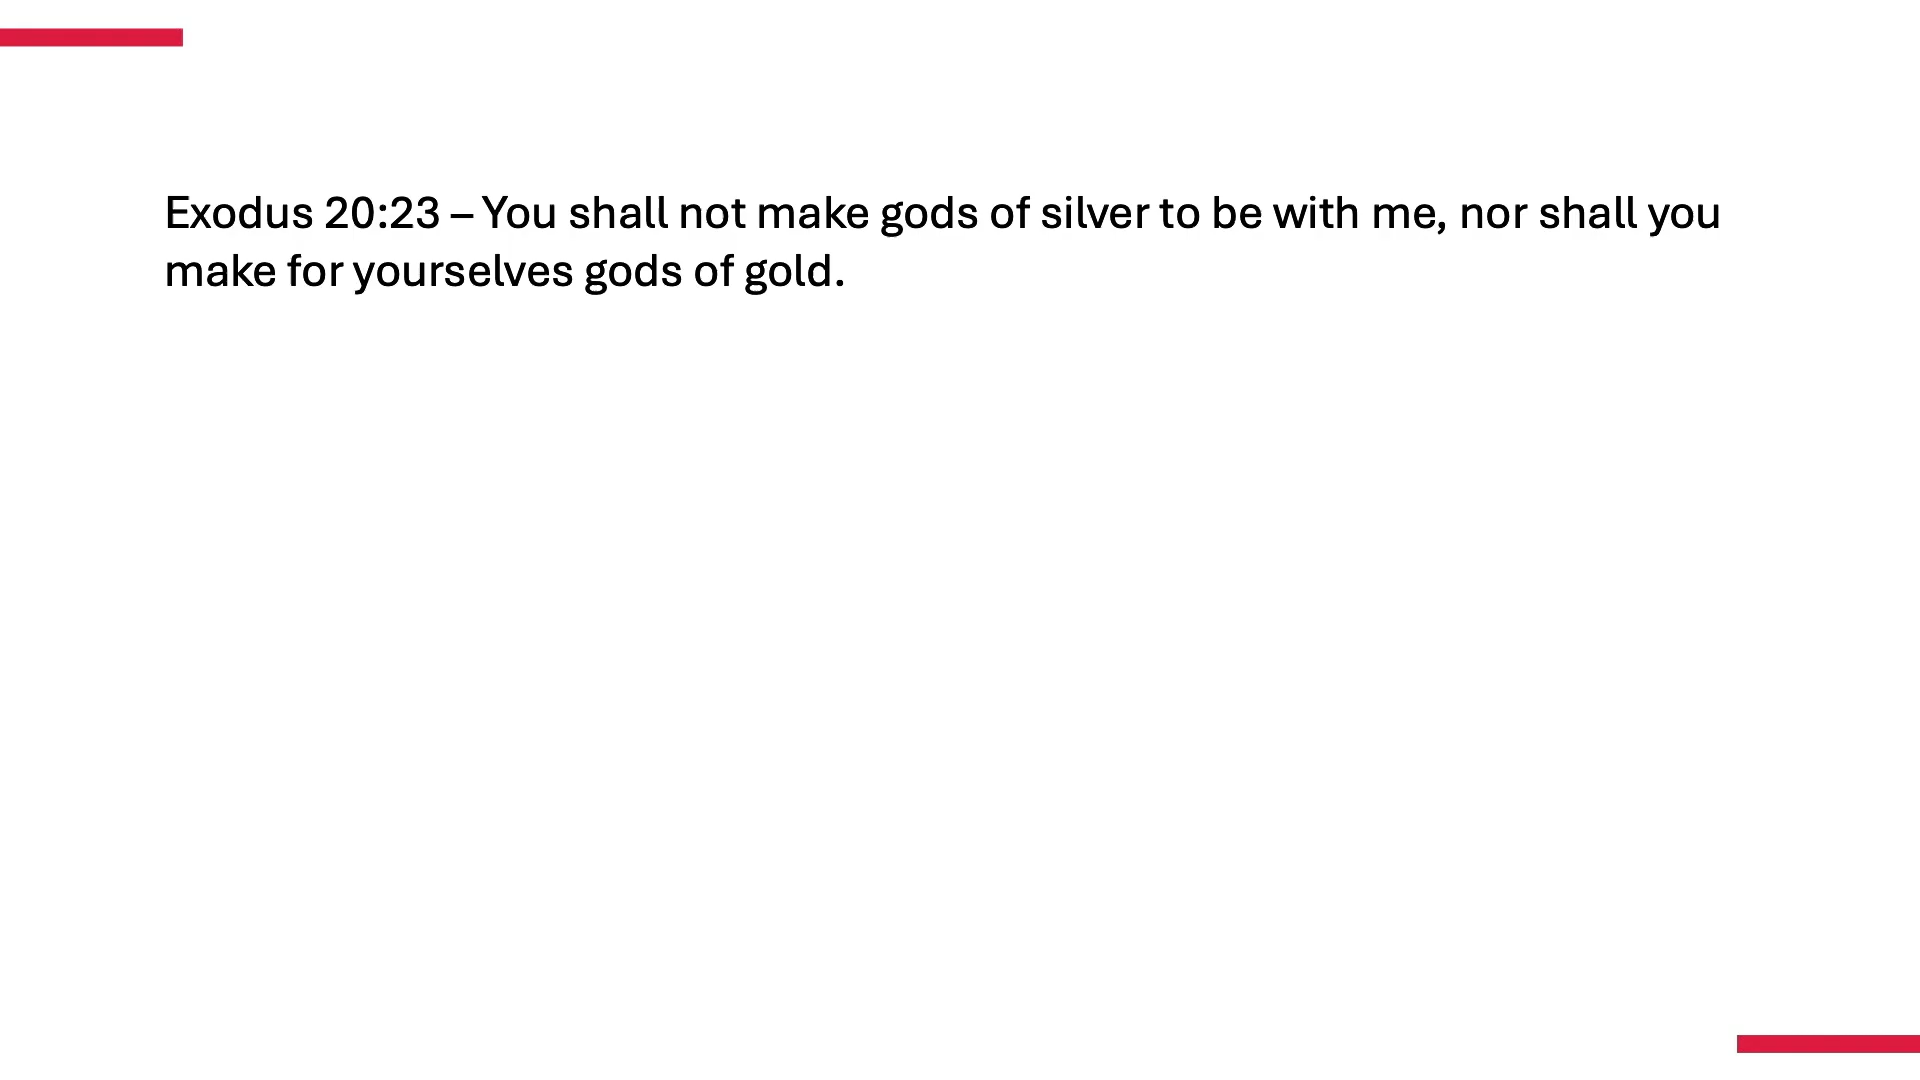 Exodus 20:23 – You shall not make gods of silver to be with me, nor shall you
make for yourselves gods of gold.